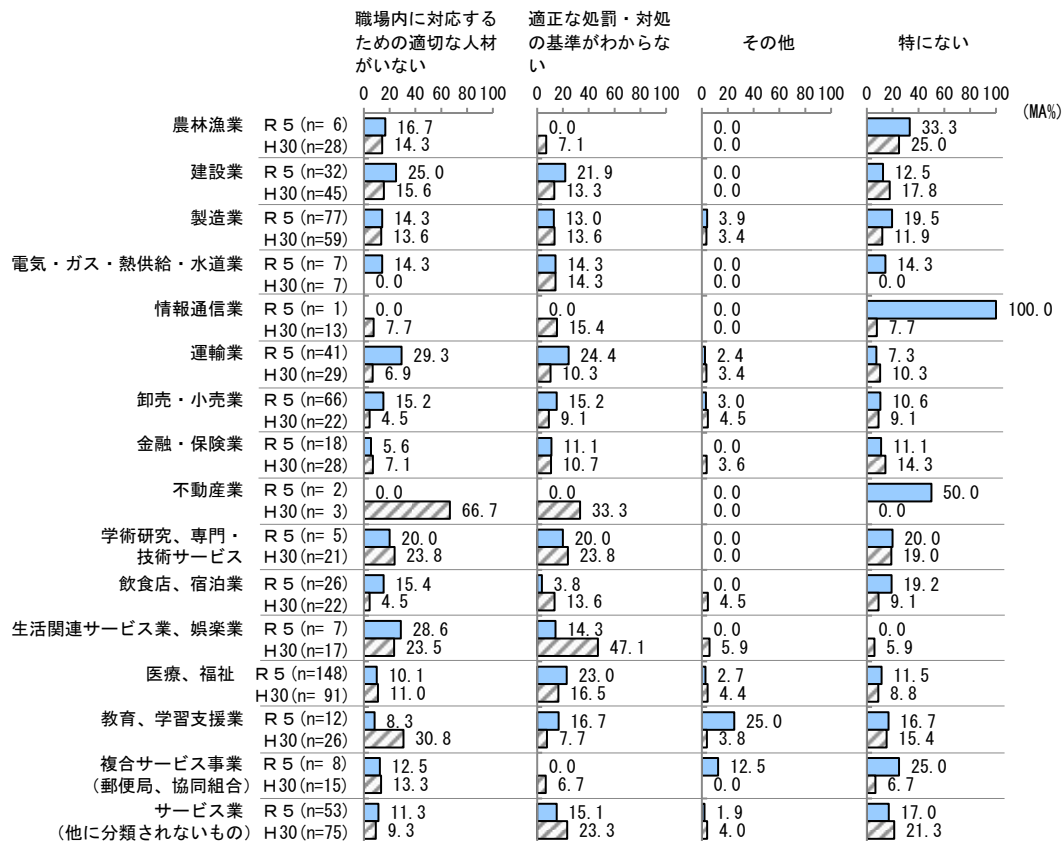 職場内に対応する
ための適切な人材
がいない
適正な処罰・対処
の基準がわからな
い
その他
特にない
0 20 40 60 80 100 0 20 40 60 80 100 0 20 40 60 80 100 0 20 40 60 80 100
(MA%)
農林漁業 R5(n= 6) 16.7 0.0 0.0 33.3
H30(n=28) 14.3 7.1 0.0 25.0
建設業 R5(n=32) 25.0 21.9 0.0 12.5
H30(n=45) 15.6 13.3 0.0 17.8
製造業 R5(n=77) 14.3 13.0 3.9 19.5
H30(n=59) 13.6 13.6 3.4 11.9
電気・ガス・熱供給・水道業 R5(n= 7) 14.3 14.3 0.0 14.3
H30(n= 7) 0.0 14.3 0.0 0.0
情報通信業 R5(n= 1) 0.0 0.0 0.0 100.0
H30(n=13) 7.7 15.4 0.0 7.7
運輸業 R5(n=41) 29.3 24.4 2.4 7.3
H30(n=29) 6.9 10.3 3.4 10.3
卸売・小売業 R5(n=66) 15.2 15.2 3.0 10.6
H30(n=22) 4.5 9.1 4.5 9.1
金融・保険業 R5(n=18) 5.6 11.1 0.0 11.1
H30(n=28) 7.1 10.7 3.6 14.3
不動産業 R5(n= 2) 0.0 0.0 0.0 50.0
H30(n= 3) 66.7 33.3 0.0 0.0
学術研究、専門・ R5(n= 5) 20.0 20.0 0.0 20.0
技術サービス H30(n=21) 23.8 23.8 0.0 19.0
飲食店、宿泊業 R5(n=26) 15.4 3.8 0.0 19.2
H30(n=22) 4.5 13.6 4.5 9.1
生活関連サービス業、娯楽業 R5(n= 7) 28.6 14.3 0.0 0.0
H30(n=17) 23.5 47.1 5.9 5.9
医療、福祉 R5(n=148) 10.1 23.0 2.7 11.5
H30(n= 91) 11.0 16.5 4.4 8.8
教育、学習支援業 R5(n=12) 8.3 16.7 25.0 16.7
H30(n=26) 30.8 7.7 3.8 15.4
複合サービス事業 R5(n= 8) 12.5 0.0 12.5 25.0
(郵便局、協同組合) H30(n=15) 13.3 6.7 0.0 6.7
サービス業 R5(n=53) 11.3 15.1 1.9 17.0
(他に分類されないもの) H30(n=75) 9.3 23.3 4.0 21.3